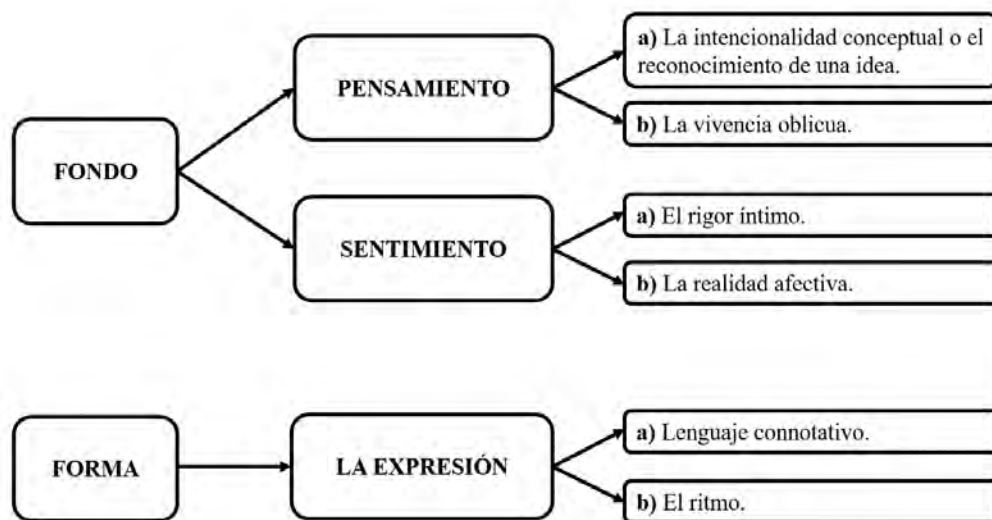 FONDO
PENSAMIENTO
a) La intencionalidad conceptual o el
reconocimiento de una idea.
b) La vivencia oblicua.
SENTIMIENTO
a) El rigor íntimo.
b) La realidad afectiva.
FORMA
LA EXPRESIÓN
a) Lenguaje connotativo.
b) El ritmo.